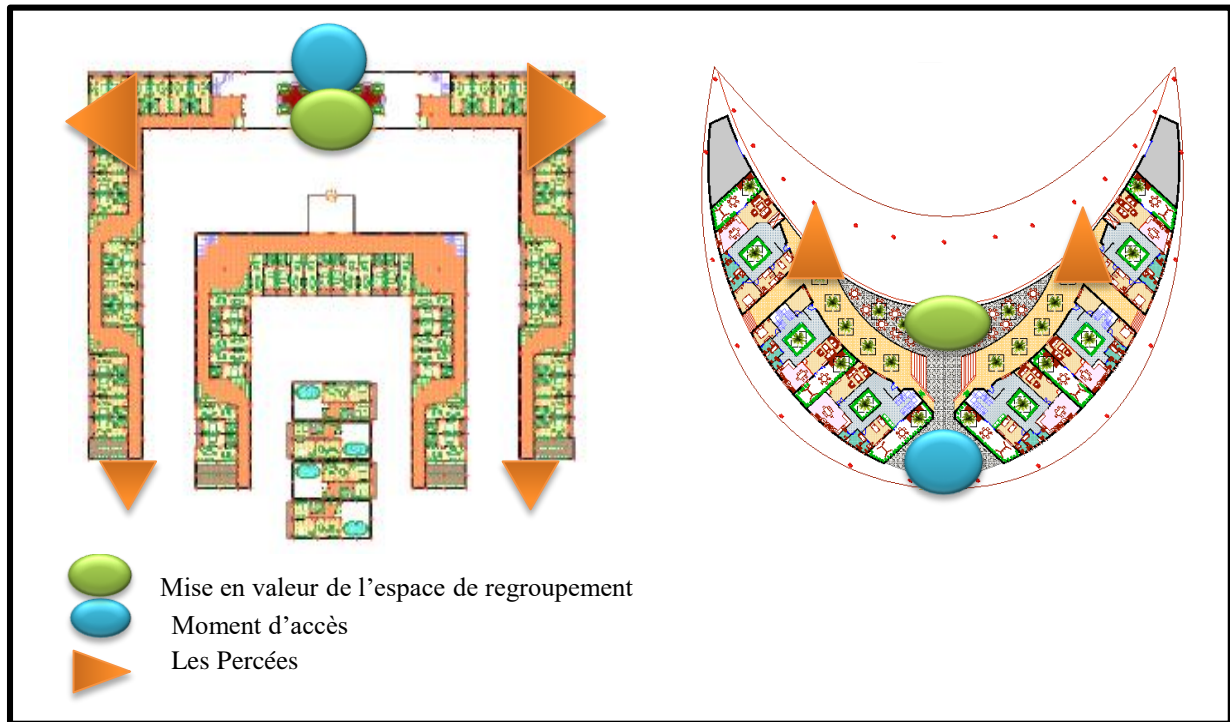 Mise en valeur de l’espace de regroupement
Moment d’accès
Les Percées